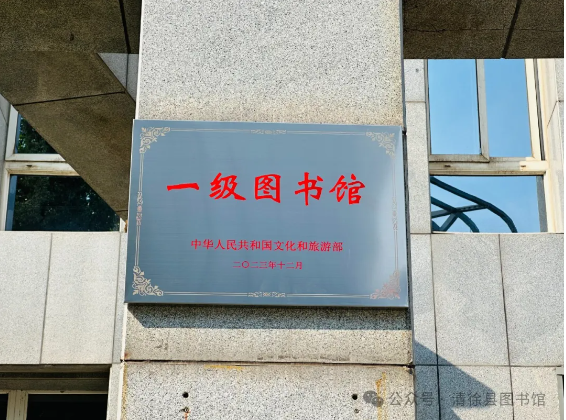 一级图书馆
中华人民共和国文化和旅游部
二〇二三年十二月
公众号·清徐县图书馆